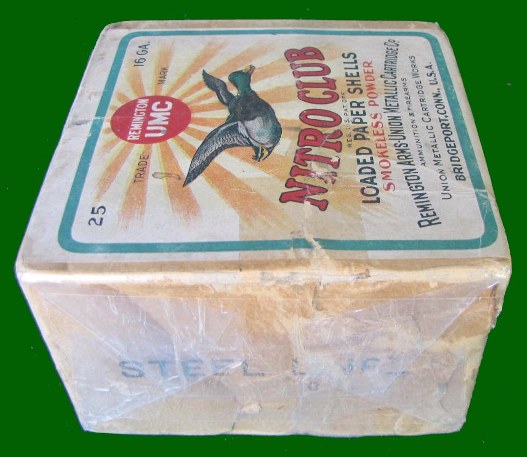 16 GA.
REMINGTON
UMC
TRADE MARK
25
NITRO CLUB
REG. U.S. PAT. OFF.
LOADED PAPER SHELLS
SMOKELESS POWDER
REMINGTON ARMS-UNION METALLIC CARTRIDGE CO
AMMUNITION & FIREARMS
UNION METALLIC CARTRIDGE WORKS
BRIDGEPORT, CONN., U.S.A.
STEEL